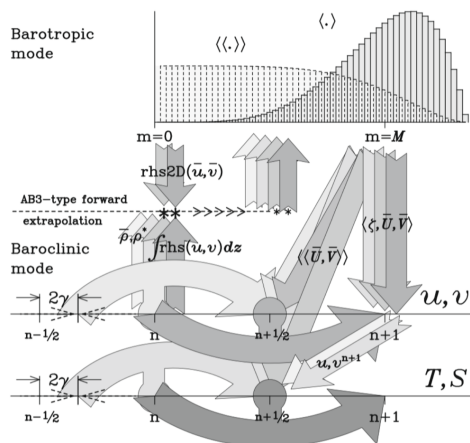 Barotropic mode
⟨⟨.⟩⟩
⟨.⟩
m=0
m=M
rhs2D(ū,v̄)
AB3-type forward extrapolation
** >>>>>> **
ρ̄,ρ*
∫rhs(u,v)dz
⟨⟨Ū,V̄⟩⟩
⟨ζ,Ū,V̄⟩
Baroclinic mode
2γ
u,v
n-1/2
n
n+1/2
n+1
u,vⁿ⁺¹
2γ
T,S
n-1/2
n
n+1/2
n+1